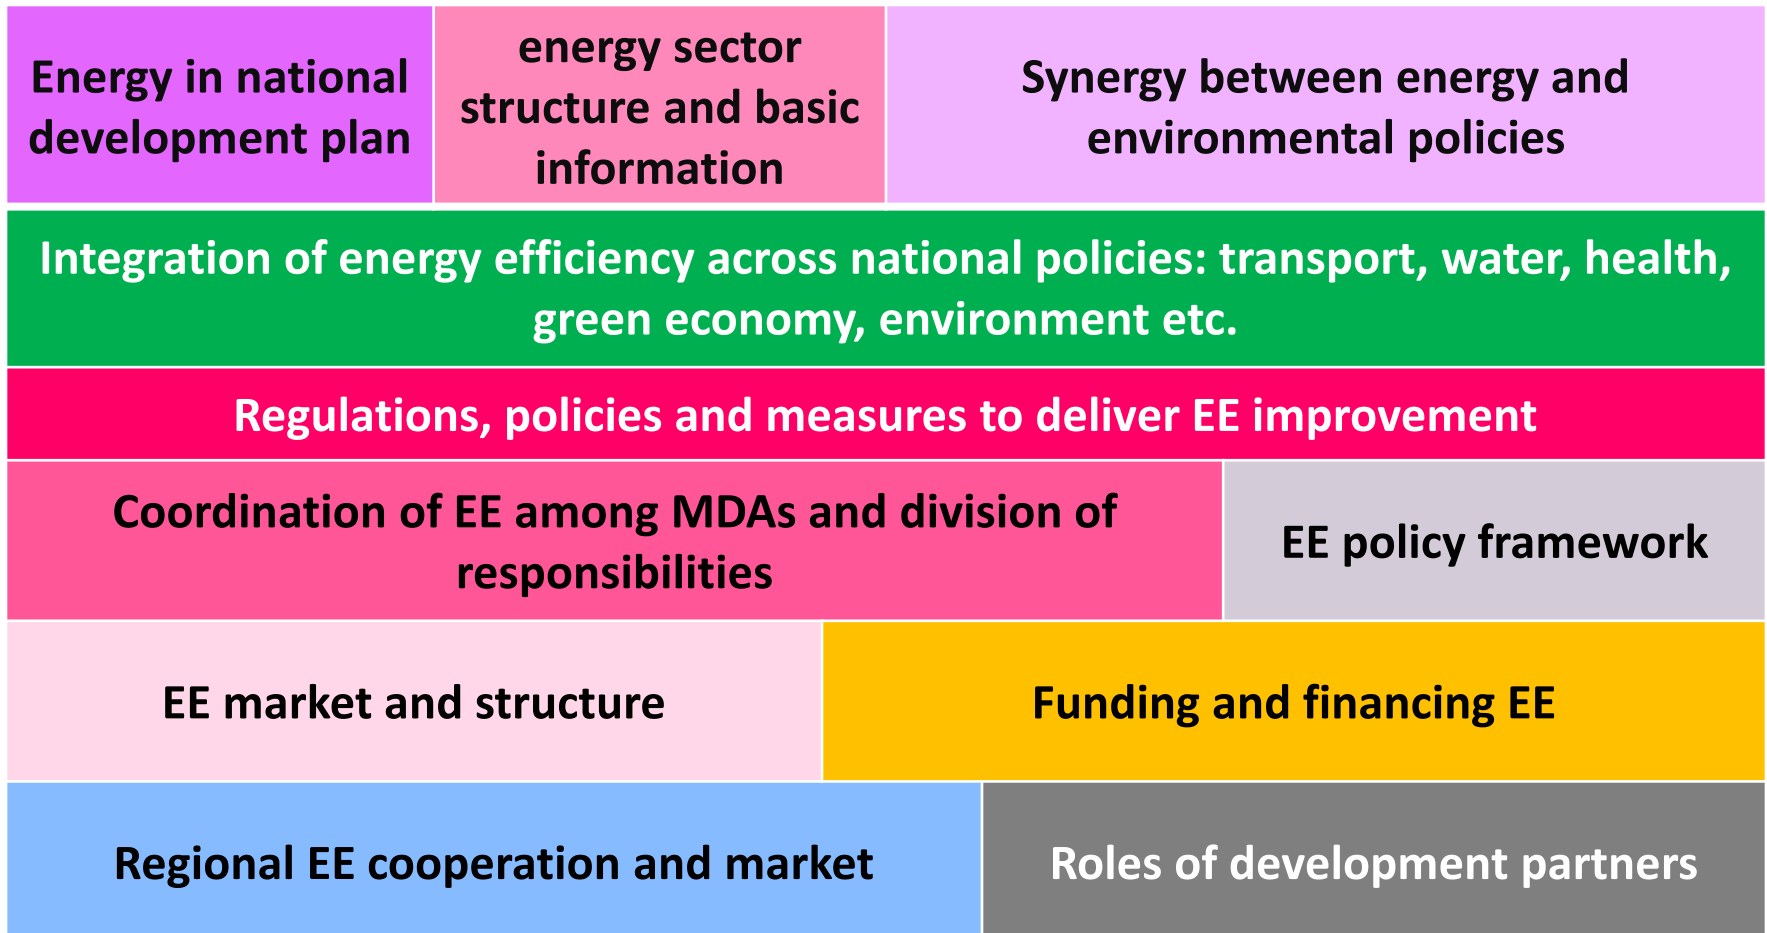 Energy in national
development plan
energy sector
structure and basic
information
Synergy between energy and
environmental policies
Integration of energy efficiency across national policies: transport, water, health,
green economy, environment etc.
Regulations, policies and measures to deliver EE improvement
Coordination of EE among MDAs and division of
responsibilities
EE policy framework
EE market and structure
Funding and financing EE
Regional EE cooperation and market
Roles of development partners